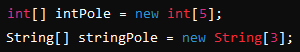 int[] intPole = new int[5];
String[] stringPole = new String[3];